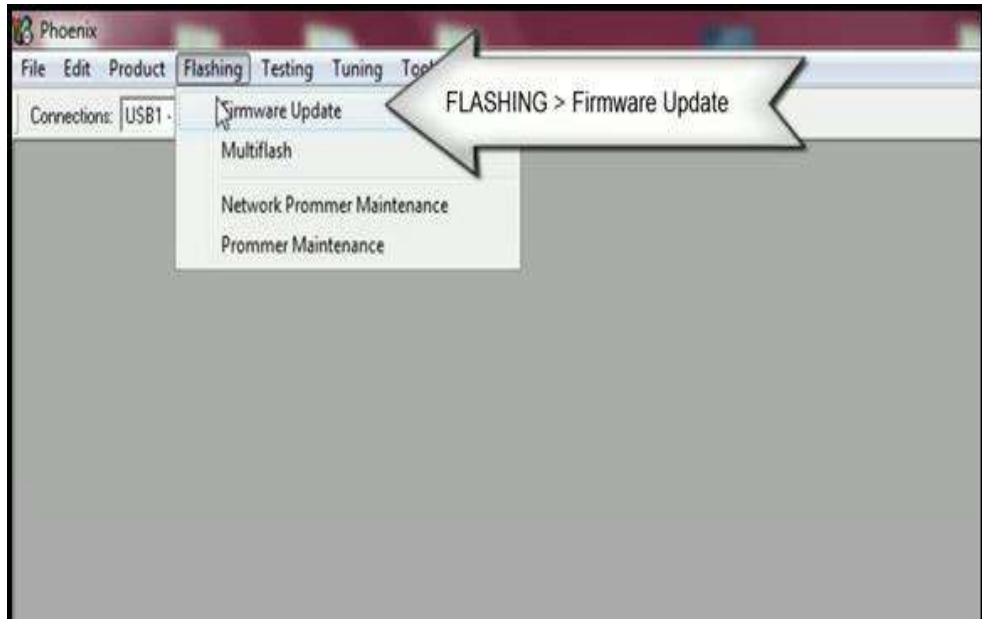 Phoenix
File Edit Product Flashing Testing Tuning
Connections: USB1 -
Firmware Update
FLASHING > Firmware Update
Multiflash
Network Prommer Maintenance
Prommer Maintenance